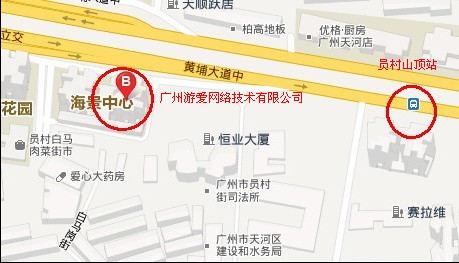 天顺跃居
柏高地板
优格·厨房
广州天河店
立交
黄埔大道中
员村山顶站
B
海景中心
广州游爱网络技术有限公司
花园
员村白马
肉菜街市
恒业大厦
爱心大药房
广州市员村
街司法所
白马西街
赛拉维
广州市天河区
建设和水务局